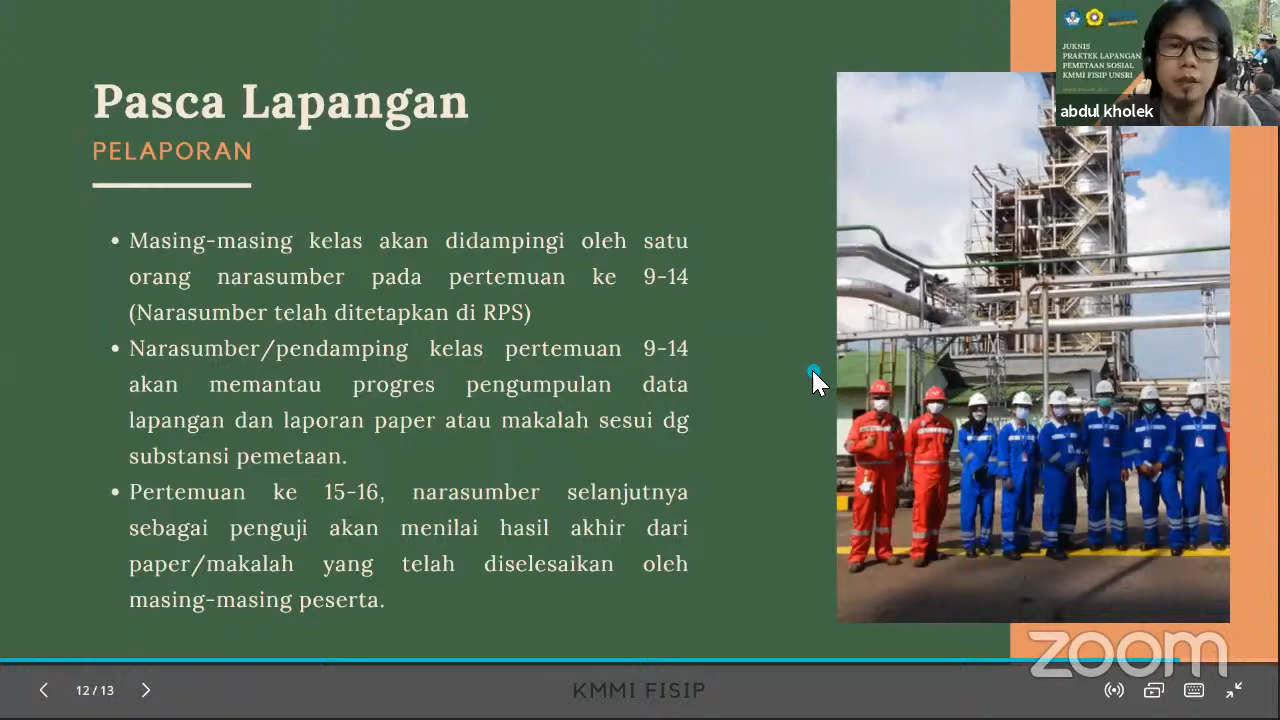 Pasca Lapangan
PELAPORAN
• Masing-masing kelas akan didampingi oleh satu
orang narasumber pada pertemuan ke 9-14
(Narasumber telah ditetapkan di RPS)
• Narasumber/pendamping kelas pertemuan 9-14
akan memantau progres pengumpulan data
lapangan dan laporan paper atau makalah sesui dg
substansi pemetaan.
• Pertemuan ke 15-16, narasumber selanjutnya
sebagai penguji akan menilai hasil akhir dari
paper/makalah yang telah diselesaikan oleh
masing-masing peserta.
JUKNIS
PRAKTEK LAPANGAN
PEMETAAN SOSIAL
KMMI FISIP UNSRI
abdul kholek
zoom
12 / 13
KMMI FISIP